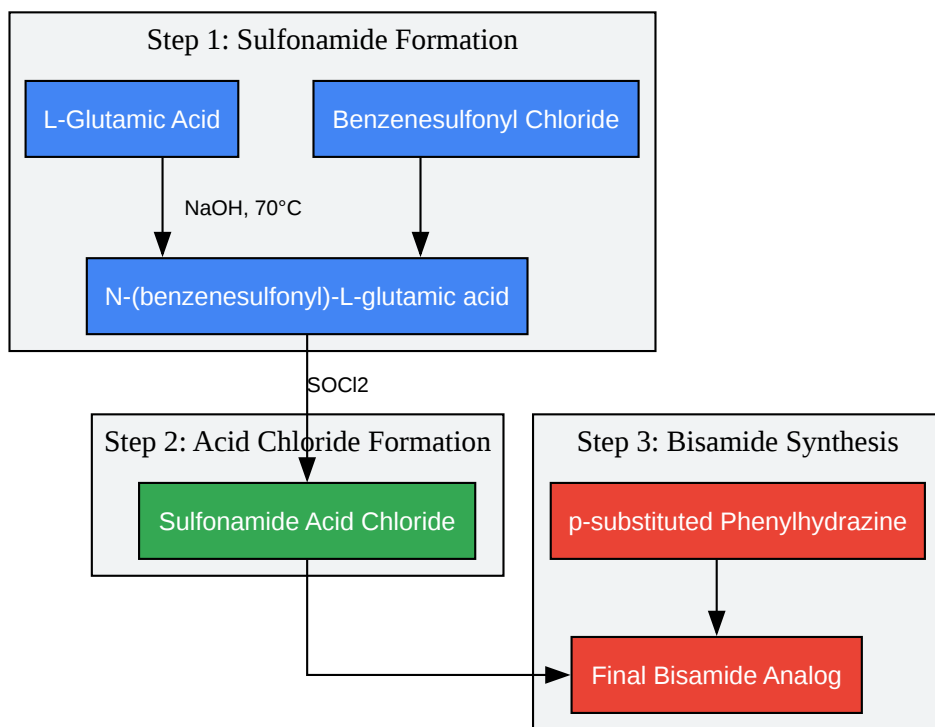 Step 1: Sulfonamide Formation
L-Glutamic Acid
Benzenesulfonyl Chloride
NaOH, 70°C
N-(benzenesulfonyl)-L-glutamic acid
SOCl2
Step 2: Acid Chloride Formation
Sulfonamide Acid Chloride
Step 3: Bisamide Synthesis
p-substituted Phenylhydrazine
Final Bisamide Analog